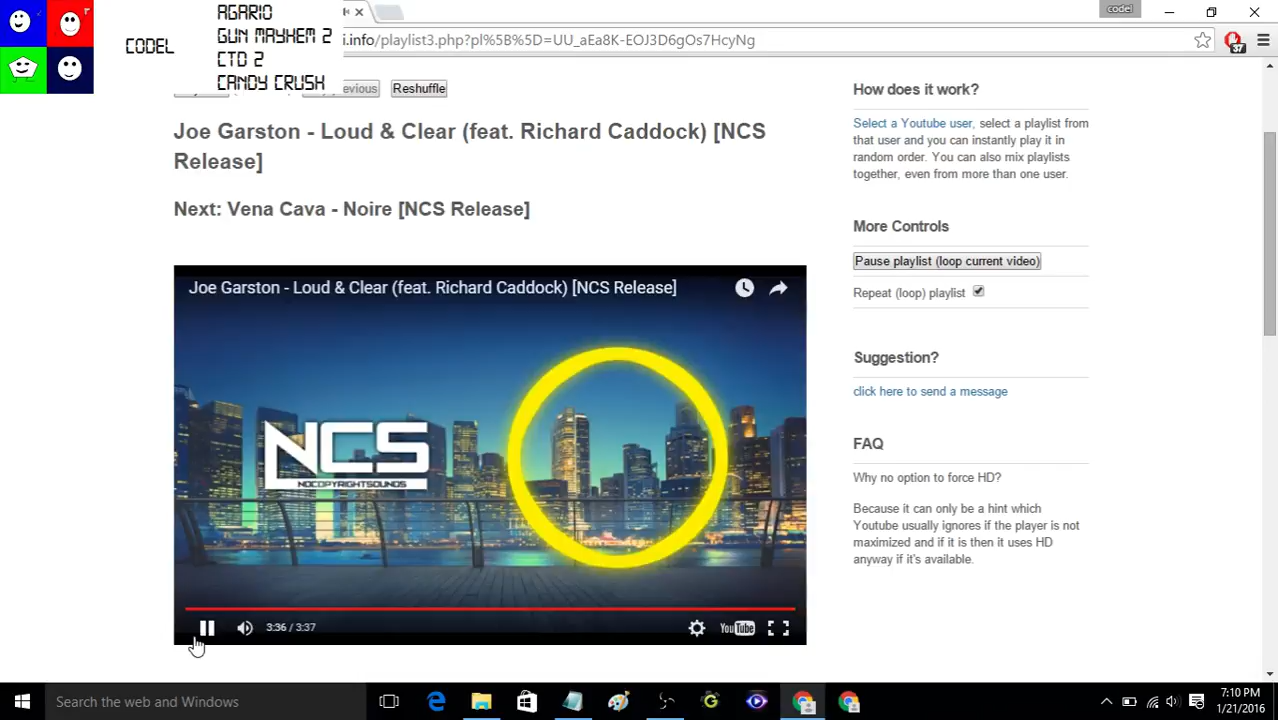 AGARIO
GUN MAYHEM 2
CODEL
CTD 2
CANDY CRUSH
codel
i.info/playlist3.php?pl%5B%5D=UU_aEa8K-EOJ3D6gOs7HcyNg
37
evious
Reshuffle
Joe Garston - Loud & Clear (feat. Richard Caddock) [NCS
Release]
Next: Vena Cava - Noire [NCS Release]
Joe Garston - Loud & Clear (feat. Richard Caddock) [NCS Release]
NCS
NOCOPYRIGHTSOUNDS
3:36 / 3:37
YouTube
How does it work?
Select a Youtube user, select a playlist from
that user and you can instantly play it in
random order. You can also mix playlists
together, even from more than one user.
More Controls
Pause playlist (loop current video)
Repeat (loop) playlist
Suggestion?
click here to send a message
FAQ
Why no option to force HD?
Because it can only be a hint which
Youtube usually ignores if the player is not
maximized and if it is then it uses HD
anyway if it's available.
Search the web and Windows
7:10 PM
1/21/2016